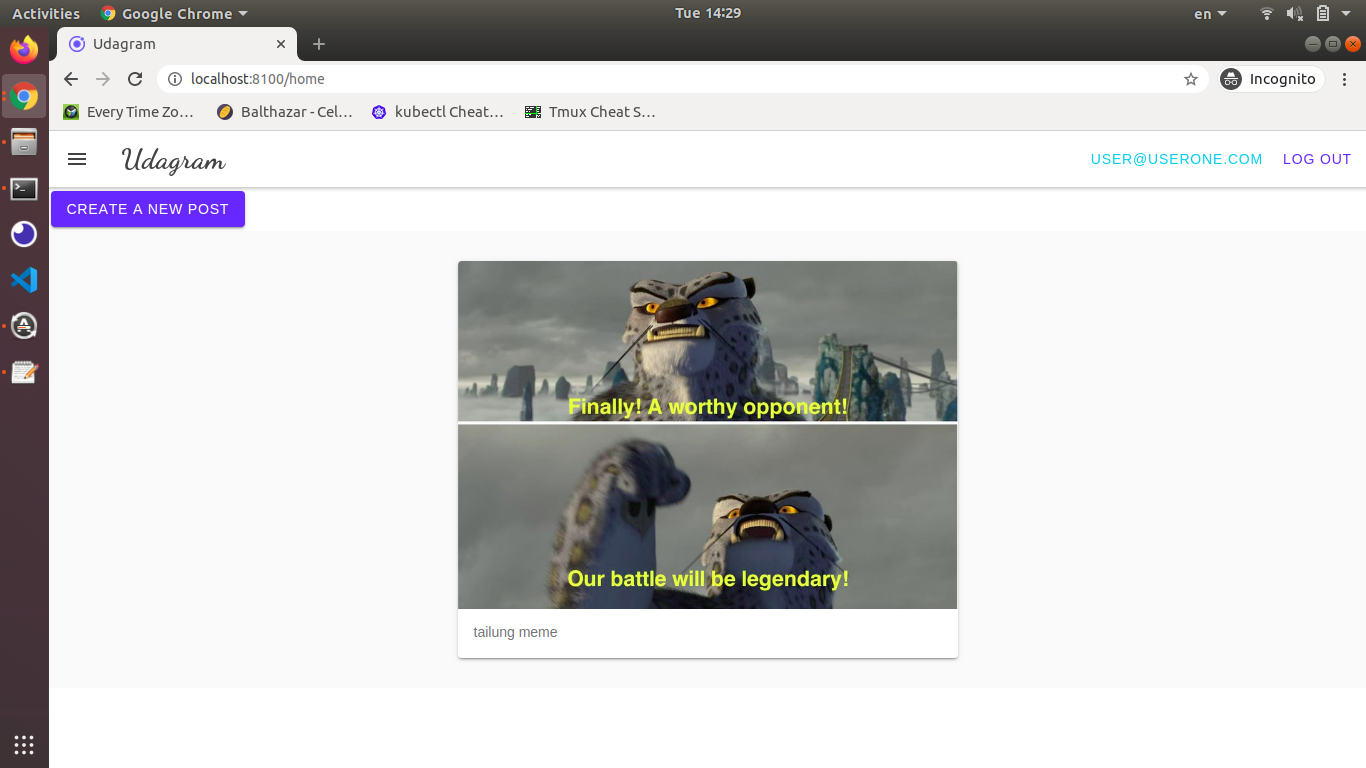 Activities Google Chrome Tue 14:29 en
Udagram
localhost:8100/home Incognito
Every Time Zo… Balthazar - Cel… kubectl Cheat… Tmux Cheat S…
Udagram USER@USERONE.COM LOG OUT
CREATE A NEW POST
Finally! A worthy opponent!
Our battle will be legendary!
tailung meme